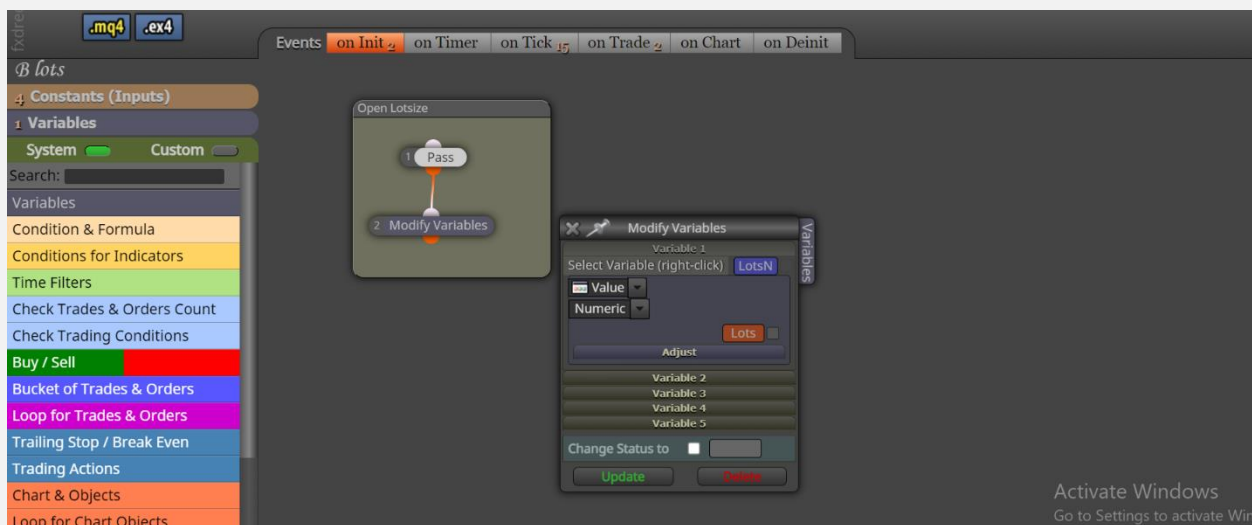 fxdre
.mq4 .ex4
Events on Init 2 on Timer on Tick 15 on Trade 2 on Chart on Deinit
B lots
4 Constants (Inputs)
1 Variables
System Custom
Search:
Variables
Condition & Formula
Conditions for Indicators
Time Filters
Check Trades & Orders Count
Check Trading Conditions
Buy / Sell
Bucket of Trades & Orders
Loop for Trades & Orders
Trailing Stop / Break Even
Trading Actions
Chart & Objects
Loop for Chart Objects
Open Lotsize
1 Pass
2 Modify Variables
Modify Variables
Variables
Variable 1
Select Variable (right-click) LotsN
Value
Numeric
Lots
Adjust
Variable 2
Variable 3
Variable 4
Variable 5
Change Status to
Update Delete
Activate Windows
Go to Settings to activate Win